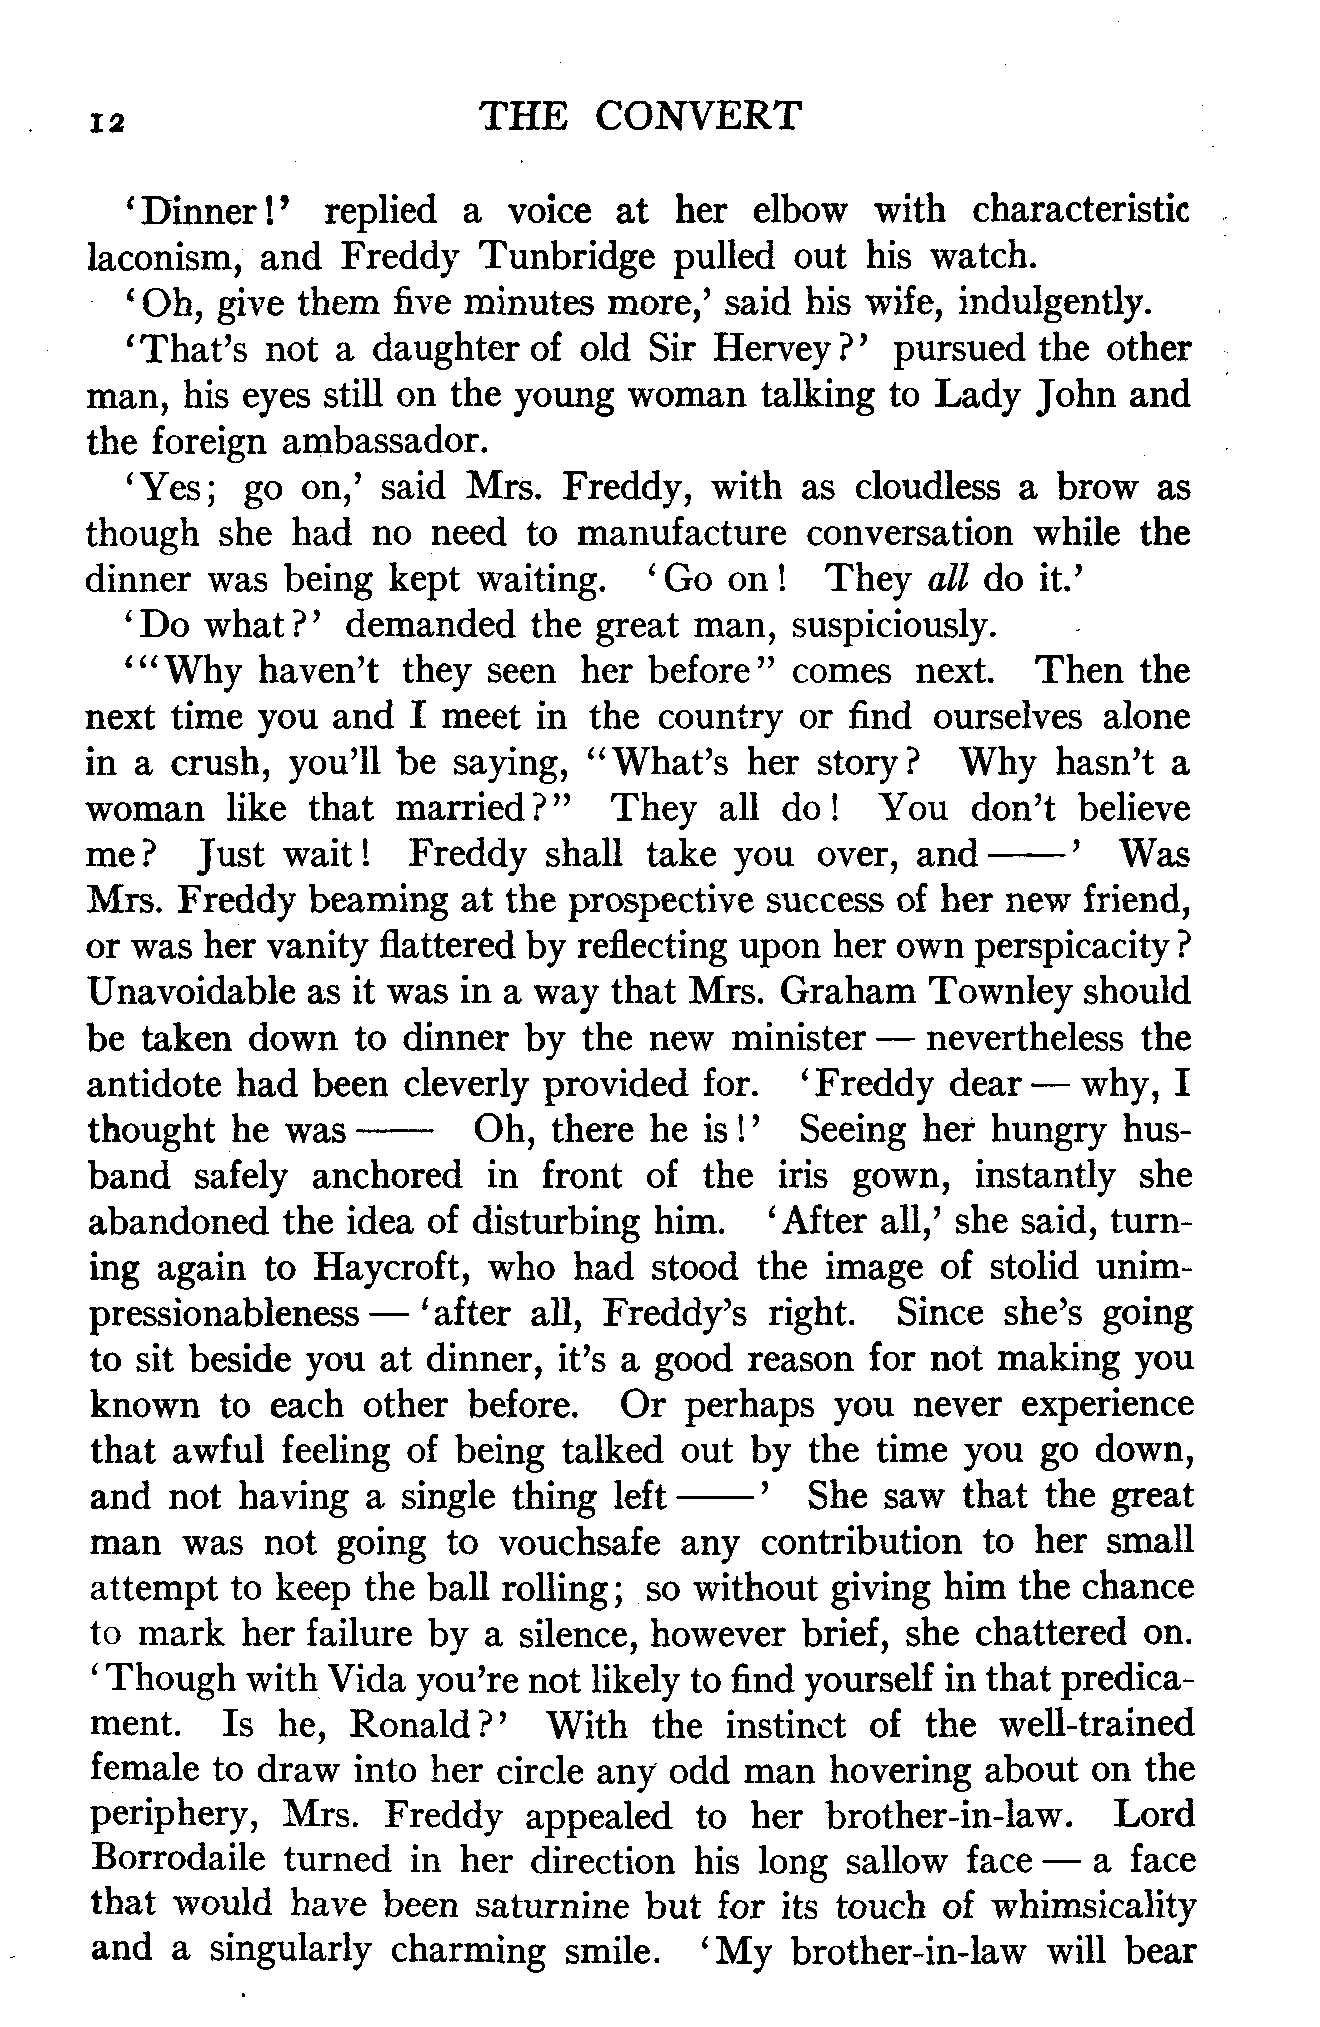 12 THE CONVERT
‘Dinner!’ replied a voice at her elbow with characteristic
laconism, and Freddy Tunbridge pulled out his watch.
‘Oh, give them five minutes more,’ said his wife, indulgently.
‘That’s not a daughter of old Sir Hervey?’ pursued the other
man, his eyes still on the young woman talking to Lady John and
the foreign ambassador.
‘Yes; go on,’ said Mrs. Freddy, with as cloudless a brow as
though she had no need to manufacture conversation while the
dinner was being kept waiting. ‘Go on! They all do it.’
‘Do what?’ demanded the great man, suspiciously.
‘“Why haven’t they seen her before” comes next. Then the
next time you and I meet in the country or find ourselves alone
in a crush, you’ll be saying, “What’s her story? Why hasn’t a
woman like that married?” They all do! You don’t believe
me? Just wait! Freddy shall take you over, and ——’ Was
Mrs. Freddy beaming at the prospective success of her new friend,
or was her vanity flattered by reflecting upon her own perspicacity?
Unavoidable as it was in a way that Mrs. Graham Townley should
be taken down to dinner by the new minister — nevertheless the
antidote had been cleverly provided for. ‘Freddy dear — why, I
thought he was —— Oh, there he is!’ Seeing her hungry hus-
band safely anchored in front of the iris gown, instantly she
abandoned the idea of disturbing him. ‘After all,’ she said, turn-
ing again to Haycroft, who had stood the image of stolid unim-
pressionableness — ‘after all, Freddy’s right. Since she’s going
to sit beside you at dinner, it’s a good reason for not making you
known to each other before. Or perhaps you never experience
that awful feeling of being talked out by the time you go down,
and not having a single thing left ——’ She saw that the great
man was not going to vouchsafe any contribution to her small
attempt to keep the ball rolling; so without giving him the chance
to mark her failure by a silence, however brief, she chattered on.
‘Though with Vida you’re not likely to find yourself in that predica-
ment. Is he, Ronald?’ With the instinct of the well-trained
female to draw into her circle any odd man hovering about on the
periphery, Mrs. Freddy appealed to her brother-in-law. Lord
Borrodaile turned in her direction his long sallow face — a face
that would have been saturnine but for its touch of whimsicality
and a singularly charming smile. ‘My brother-in-law will bear